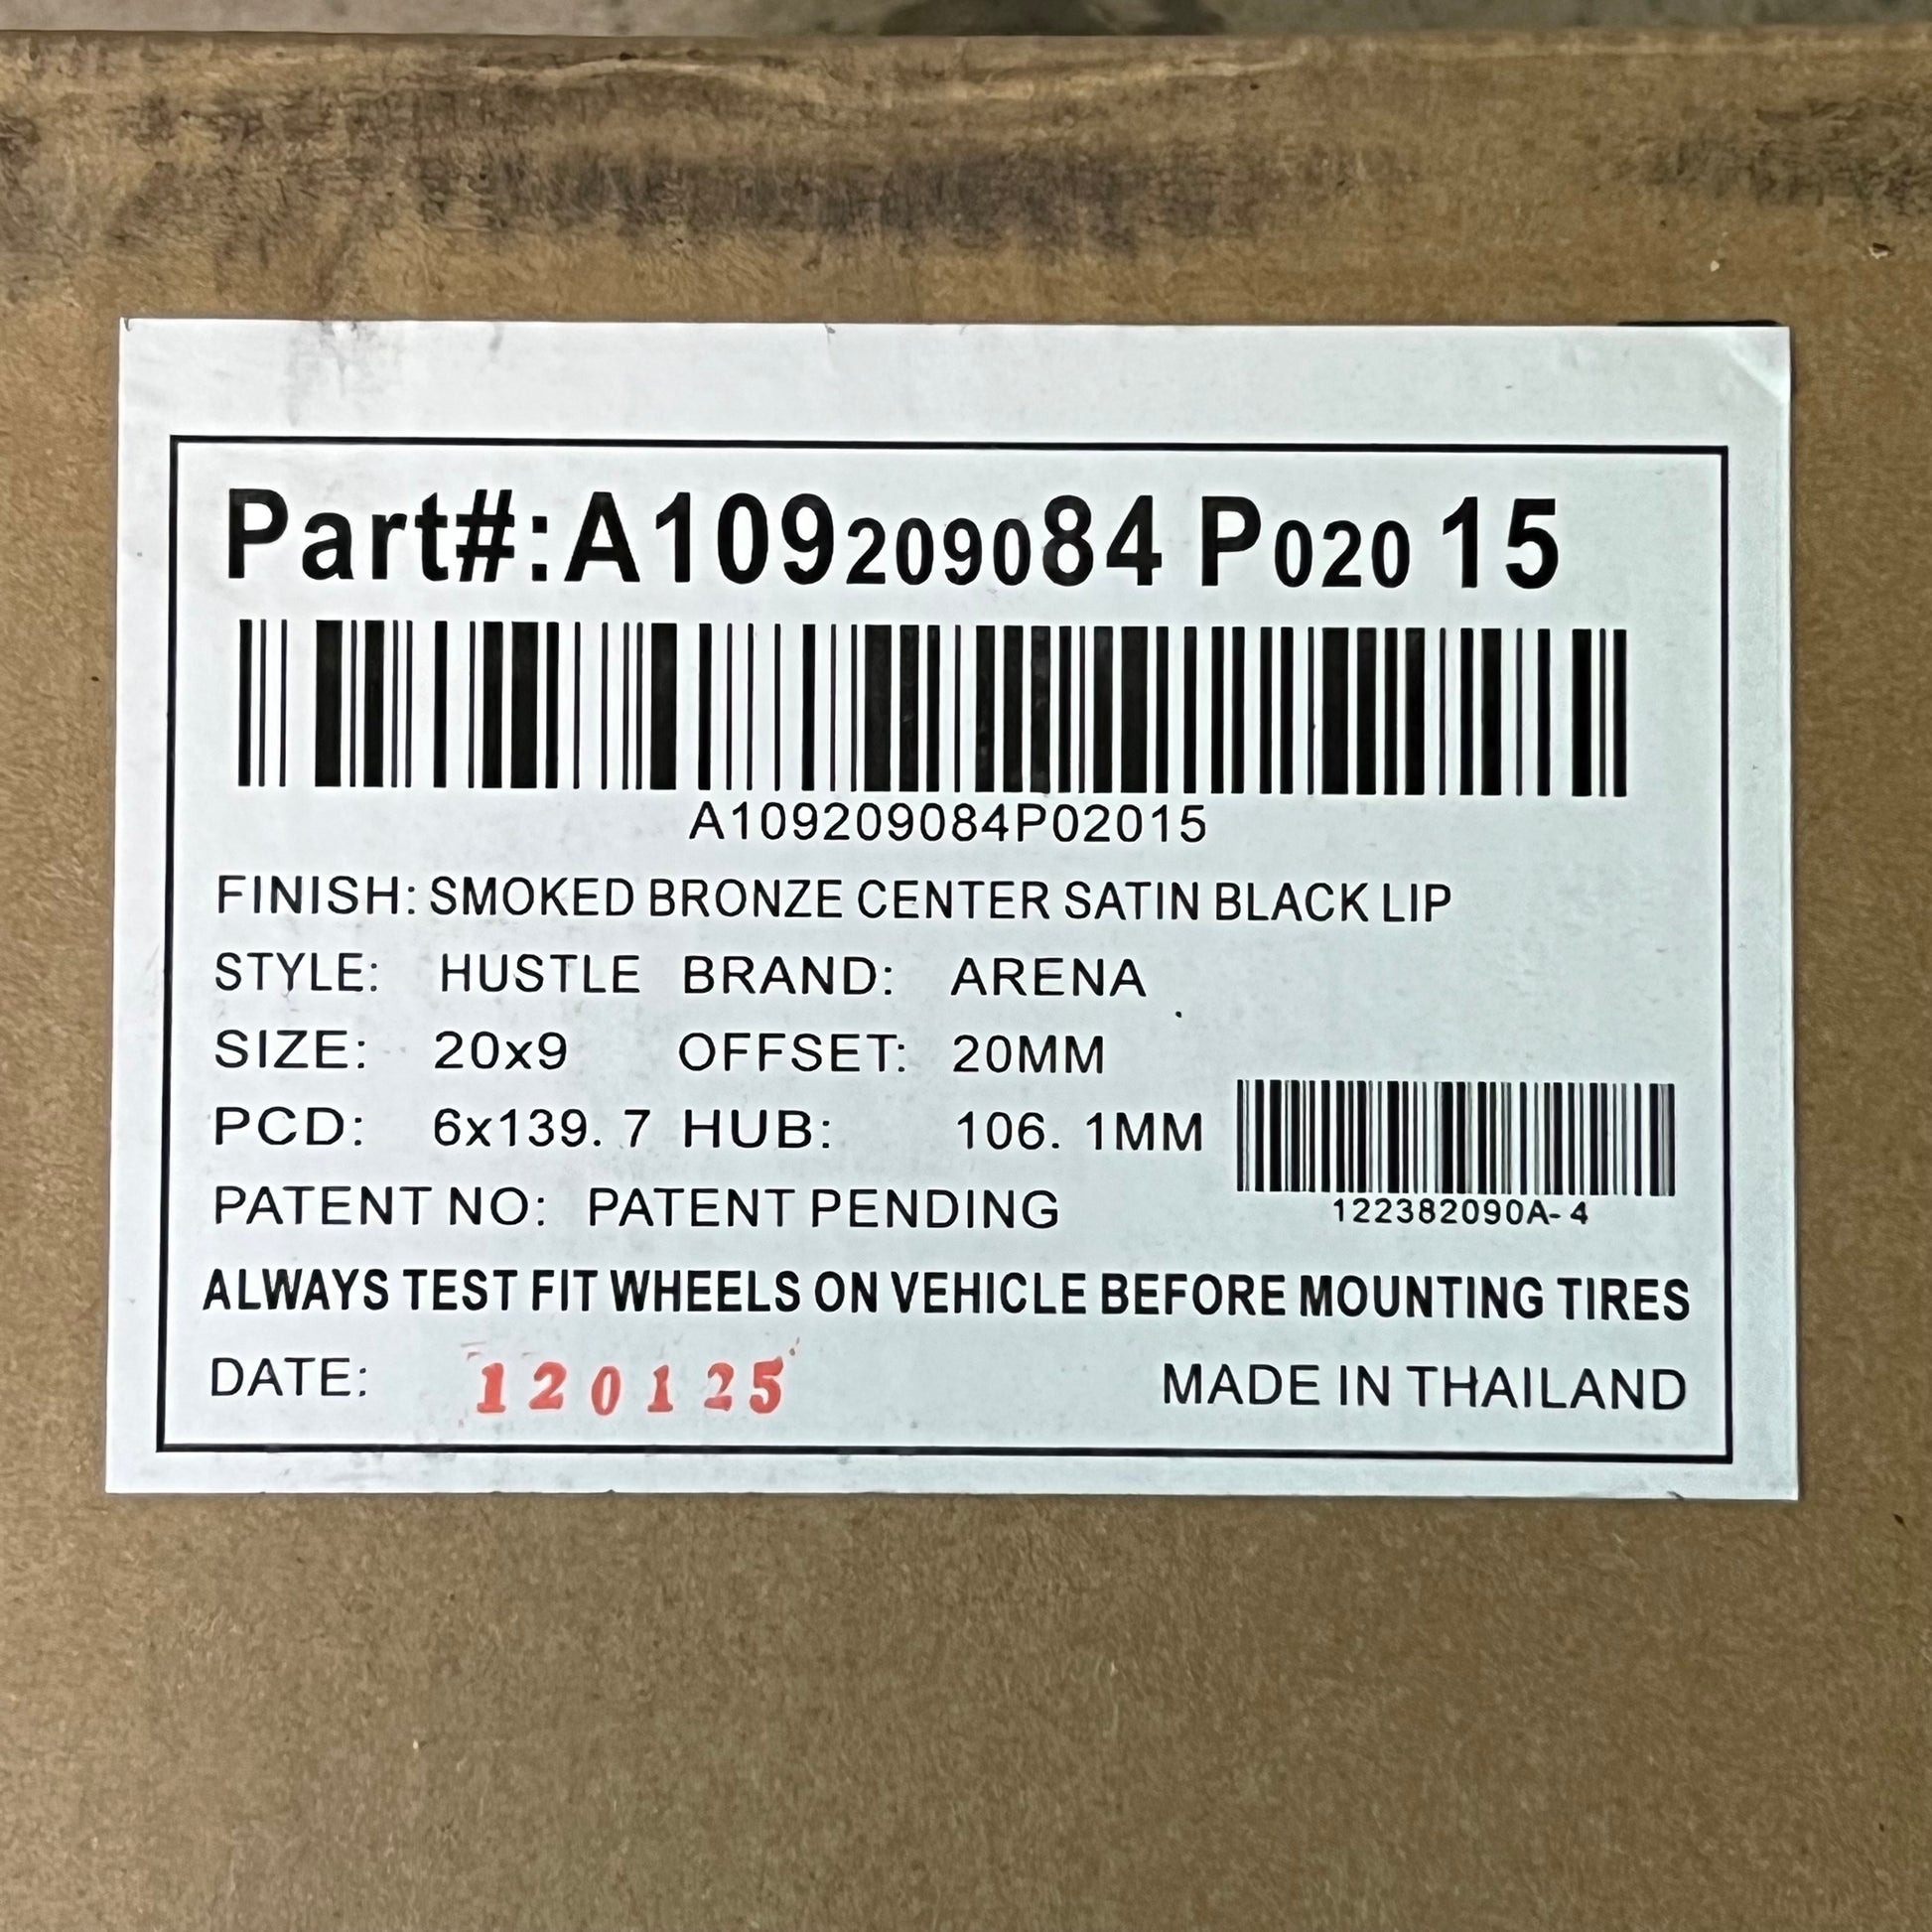 Part#:A109209084 P020 15
A109209084P02015
FINISH: SMOKED BRONZE CENTER SATIN BLACK LIP
STYLE: HUSTLE BRAND: ARENA
SIZE: 20x9 OFFSET: 20MM
PCD: 6x139. 7 HUB: 106. 1MM
PATENT NO: PATENT PENDING
122382090A- 4
ALWAYS TEST FIT WHEELS ON VEHICLE BEFORE MOUNTING TIRES
DATE: 120125
MADE IN THAILAND